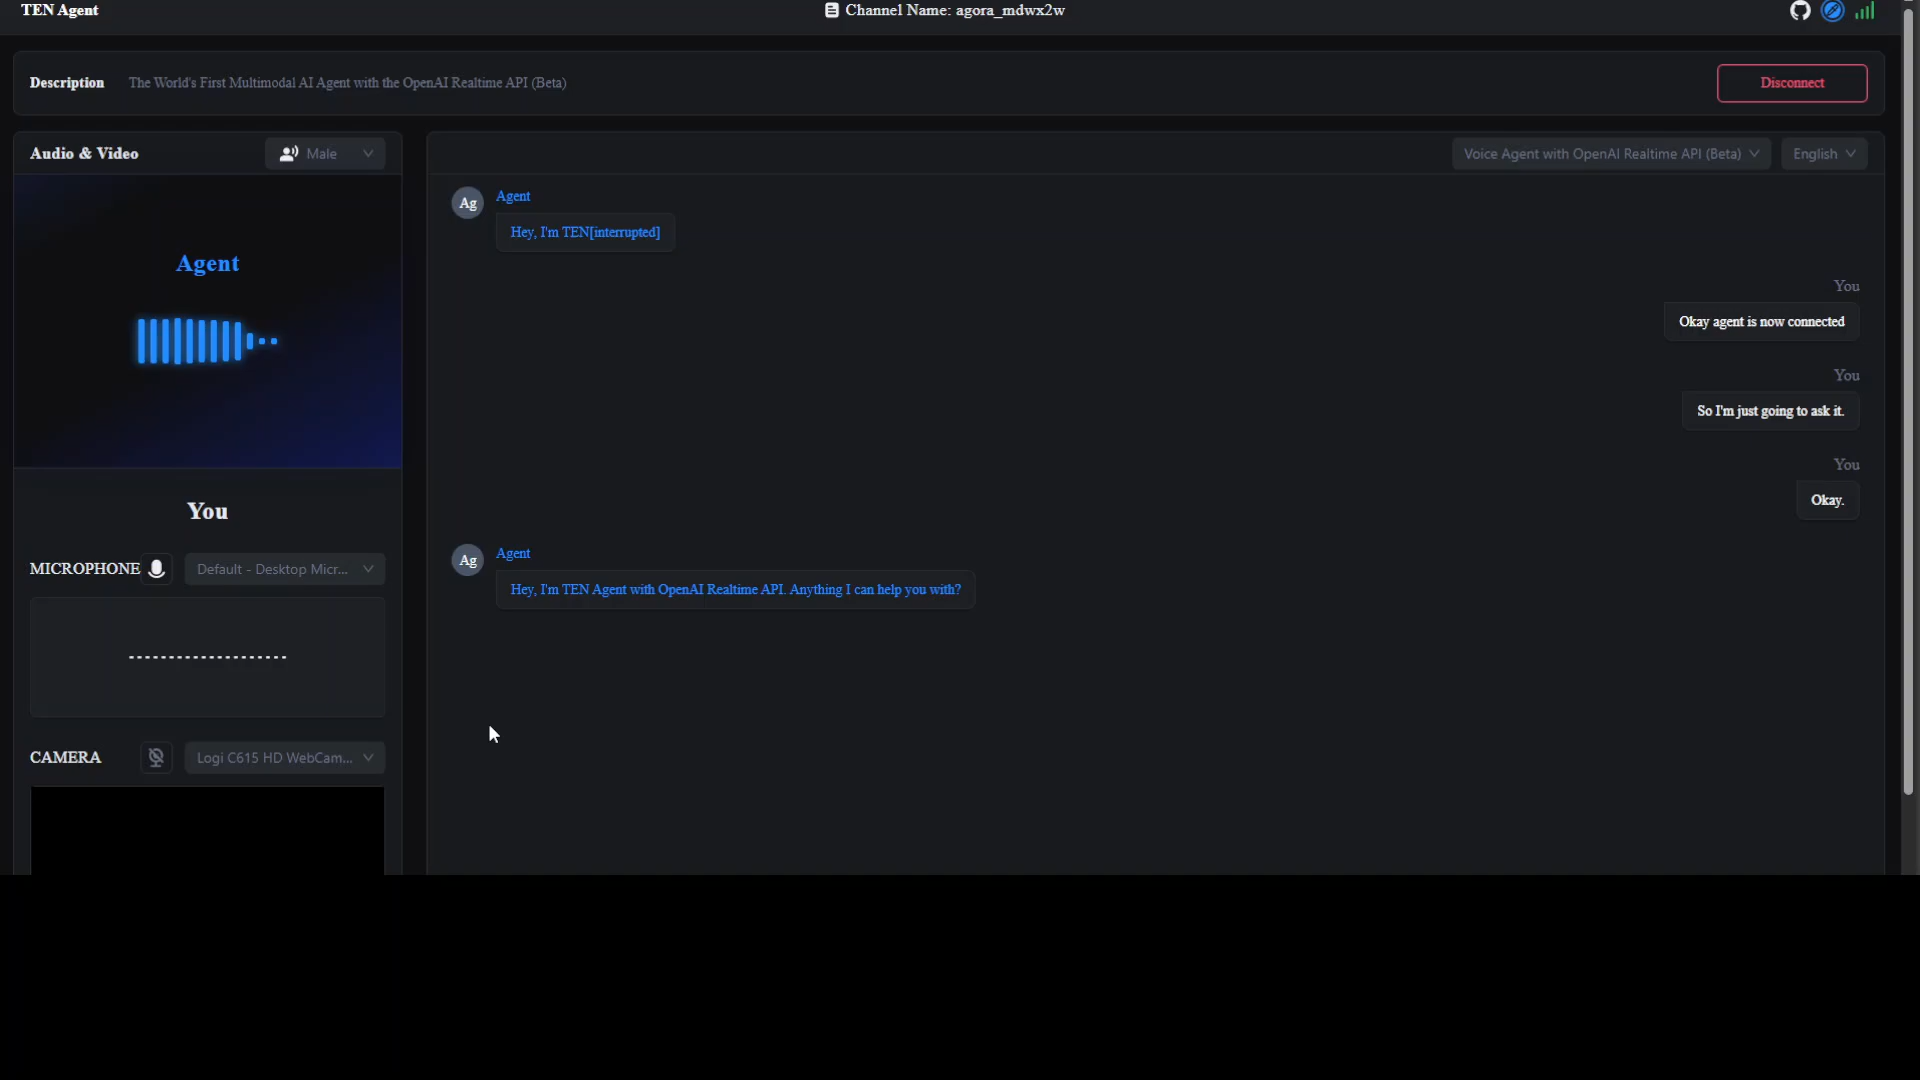 TEN Agent
Channel Name: agora_mdwx2w
Description The World's First Multimodal AI Agent with the OpenAI Realtime API (Beta)
Disconnect
Audio & Video
Male
Voice Agent with OpenAI Realtime API (Beta)
English
Agent
Ag
Agent
Hey, I'm TEN[interrupted]
You
Okay agent is now connected
You
So I'm just going to ask it.
You
Okay.
Ag
Agent
Hey, I'm TEN Agent with OpenAI Realtime API. Anything I can help you with?
You
MICROPHONE
Default - Desktop Micr...
CAMERA
Logi C615 HD WebCam...